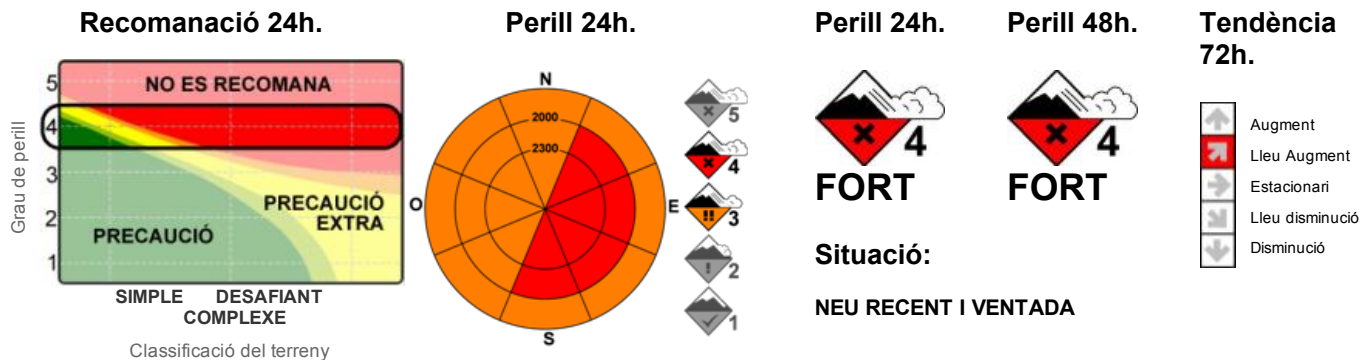 Recomanació 24h.
NO ES RECOMANA
5
4
3
2
1
Grau de perill
PRECAUCIÓ
EXTRA
PRECAUCIÓ
SIMPLE DESAFIANT
COMPLEXE
Classificació del terreny
Perill 24h.
N
2000
2300
O
E
S
5
4
3
2
1
Perill 24h.
4
FORT
Perill 48h.
4
FORT
Situació:
NEU RECENT I VENTADA
Tendència
72h.
Augment
Lleu Augment
Estacionari
Lleu disminució
Disminució